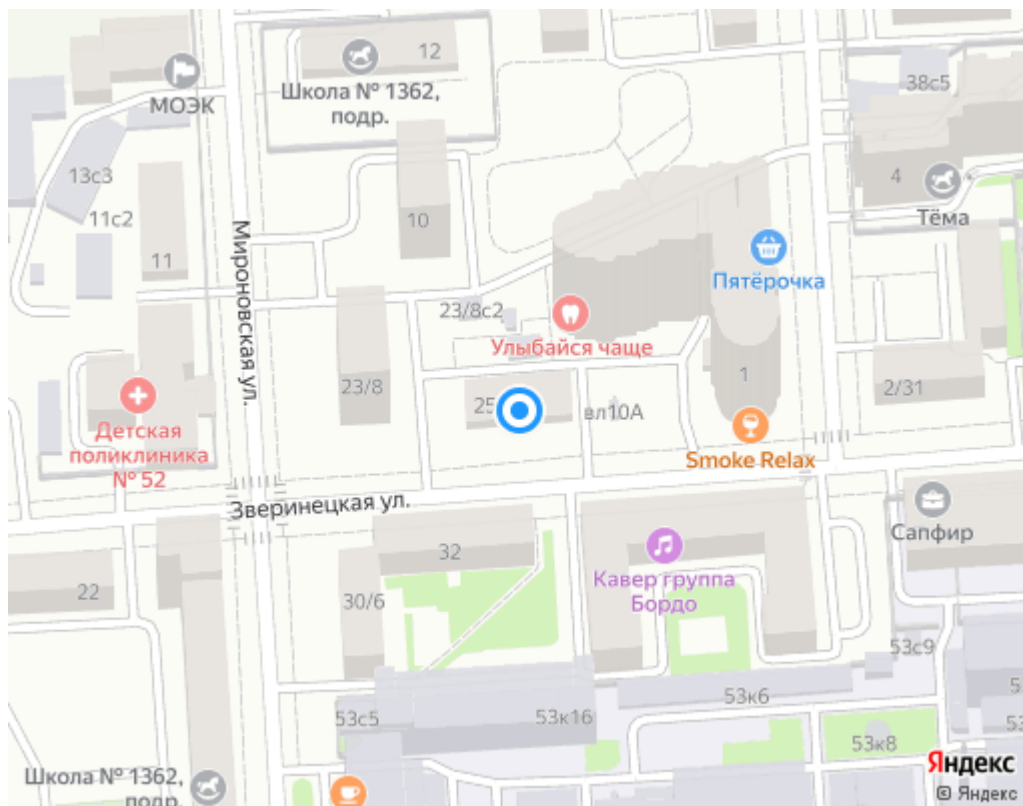 12
38с5
МОЭК
Школа № 1362,
подр.
13с3
4
Тёма
11с2
10
11
Мироновская ул.
Пятёрочка
23/8с2
Улыбайся чаще
23/8
1
2/31
25
вл10А
Детская
поликлиника
№ 52
Smoke Relax
Зверинецкая ул.
Сапфир
32
22
30/6
Кавер группа
Бордо
53с9
53с5
53к16
53к6
53к8
Школа № 1362,
подр.
Яндекс
© Яндекс